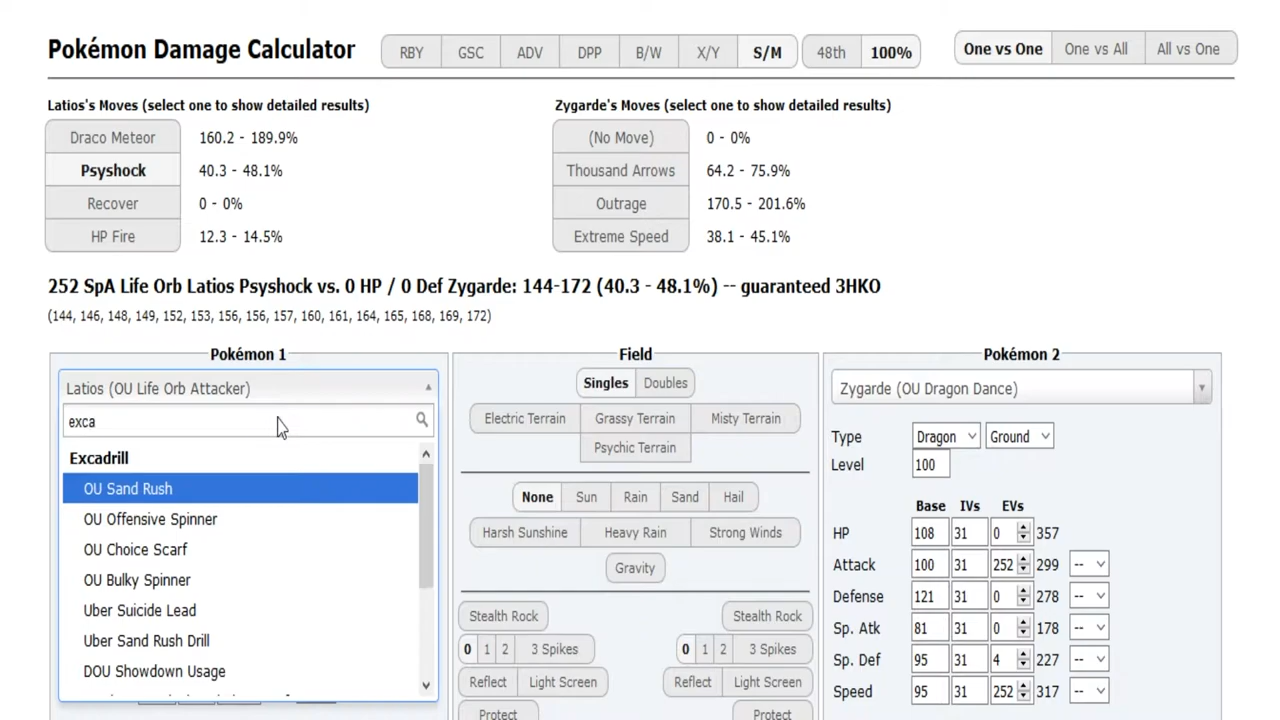 Pokémon Damage Calculator
RBY GSC ADV DPP B/W X/Y S/M 48th 100% One vs One One vs All All vs One
Latios's Moves (select one to show detailed results)
Draco Meteor 160.2 - 189.9%
Psyshock 40.3 - 48.1%
Recover 0 - 0%
HP Fire 12.3 - 14.5%
Zygarde's Moves (select one to show detailed results)
(No Move) 0 - 0%
Thousand Arrows 64.2 - 75.9%
Outrage 170.5 - 201.6%
Extreme Speed 38.1 - 45.1%
252 SpA Life Orb Latios Psyshock vs. 0 HP / 0 Def Zygarde: 144-172 (40.3 - 48.1%) -- guaranteed 3HKO
(144, 146, 148, 149, 152, 153, 156, 156, 157, 160, 161, 164, 165, 168, 169, 172)
Pokémon 1
Latios (OU Life Orb Attacker)
exca
Excadrill
OU Sand Rush
OU Offensive Spinner
OU Choice Scarf
OU Bulky Spinner
Uber Suicide Lead
Uber Sand Rush Drill
DOU Showdown Usage
Field
Singles Doubles
Electric Terrain Grassy Terrain Misty Terrain
Psychic Terrain
None Sun Rain Sand Hail
Harsh Sunshine Heavy Rain Strong Winds
Gravity
Stealth Rock Stealth Rock
0 1 2 3 Spikes 0 1 2 3 Spikes
Reflect Light Screen Reflect Light Screen
Protect Protect
Pokémon 2
Zygarde (OU Dragon Dance)
Type Dragon Ground
Level 100
Base IVs EVs
HP 108 31 0 357
Attack 100 31 252 299 --
Defense 121 31 0 278 --
Sp. Atk 81 31 0 178 --
Sp. Def 95 31 4 227 --
Speed 95 31 252 317 --